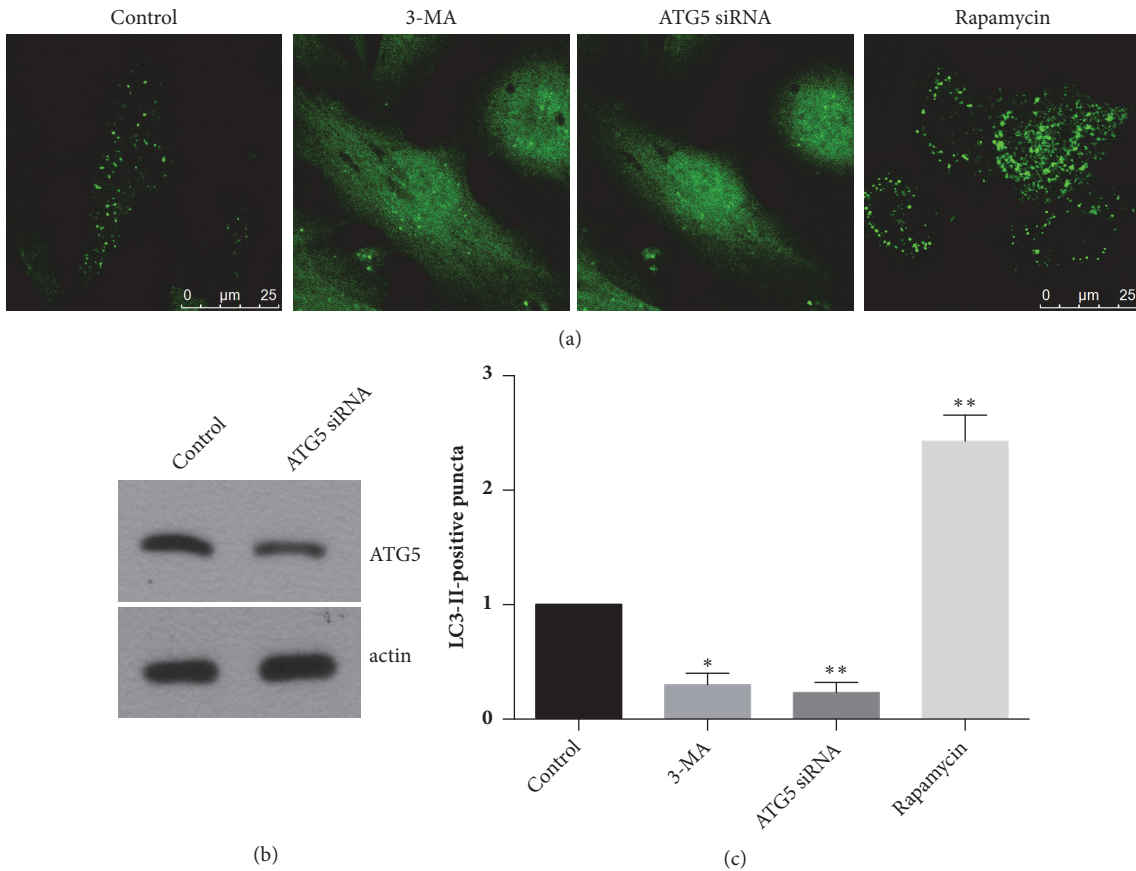 Control 3-MA ATG5 siRNA Rapamycin
0 μm 25
0 μm 25
(a)
Control
ATG5 siRNA
ATG5
actin
(b)
LC3-II-positive puncta
3
2
1
0
*
**
**
Control
3-MA
ATG5 siRNA
Rapamycin
(c)